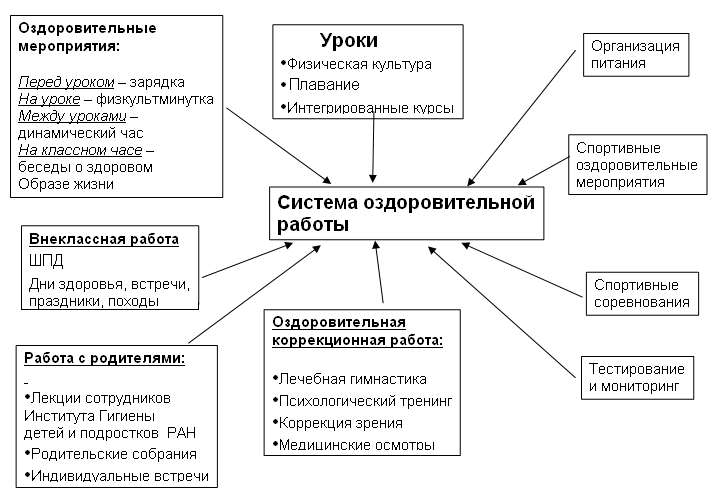 Оздоровительные
мероприятия:
Перед уроком – зарядка
На уроке – физкультминутка
Между уроками –
динамический час
На классном часе –
беседы о здоровом
Образе жизни
Уроки
•Физическая культура
•Плавание
•Интегрированные курсы
Организация
питания
Спортивные
оздоровительные
мероприятия
Система оздоровительной
работы
Внеклассная работа
ШПД
Дни здоровья, встречи,
праздники, походы
Спортивные
соревнования
Оздоровительная
коррекционная работа:
•Лечебная гимнастика
•Психологический тренинг
•Коррекция зрения
•Медицинские осмотры
Работа с родителями:
•Лекции сотрудников
Института Гигиены
детей и подростков РАН
•Родительские собрания
•Индивидуальные встречи
Тестирование
и мониторинг